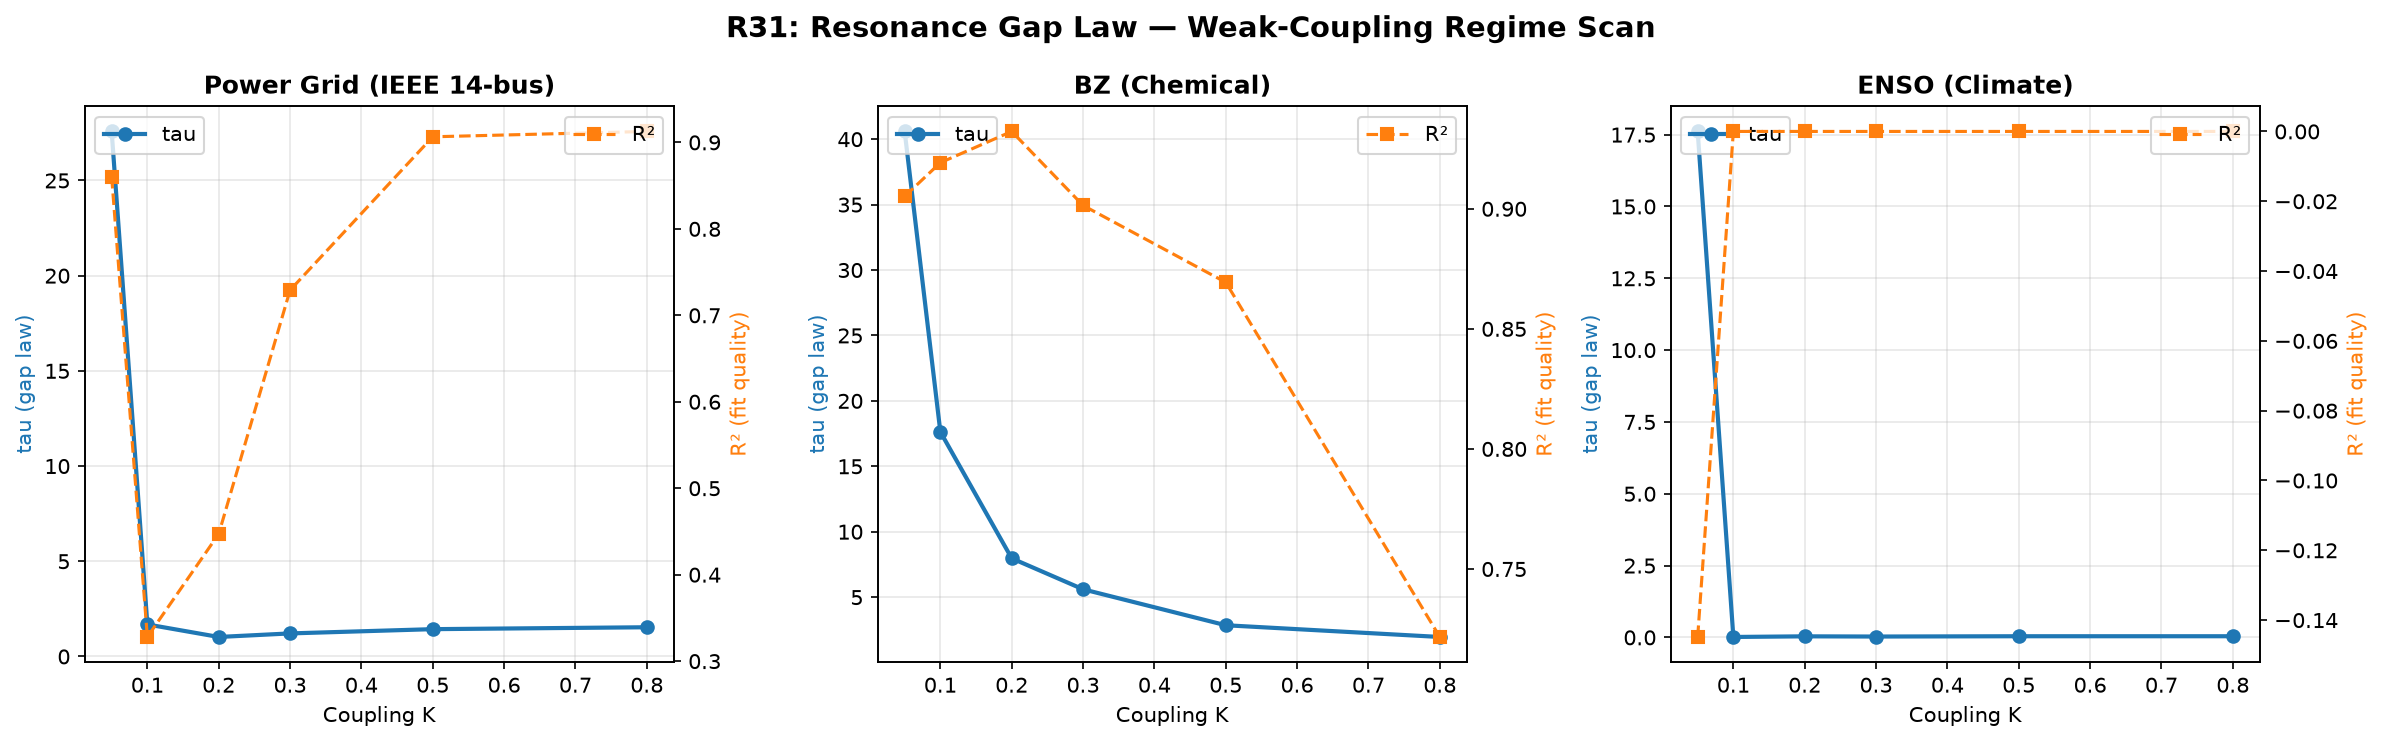 R31: Resonance Gap Law — Weak-Coupling Regime Scan
Power Grid (IEEE 14-bus)
tau
R²
25
20
15
10
5
0
tau (gap law)
0.9
0.8
0.7
0.6
0.5
0.4
0.3
R² (fit quality)
0.1 0.2 0.3 0.4 0.5 0.6 0.7 0.8
Coupling K
BZ (Chemical)
tau
R²
40
35
30
25
20
15
10
5
tau (gap law)
0.90
0.85
0.80
0.75
R² (fit quality)
0.1 0.2 0.3 0.4 0.5 0.6 0.7 0.8
Coupling K
ENSO (Climate)
tau
R²
17.5
15.0
12.5
10.0
7.5
5.0
2.5
0.0
tau (gap law)
0.00
−0.02
−0.04
−0.06
−0.08
−0.10
−0.12
−0.14
R² (fit quality)
0.1 0.2 0.3 0.4 0.5 0.6 0.7 0.8
Coupling K